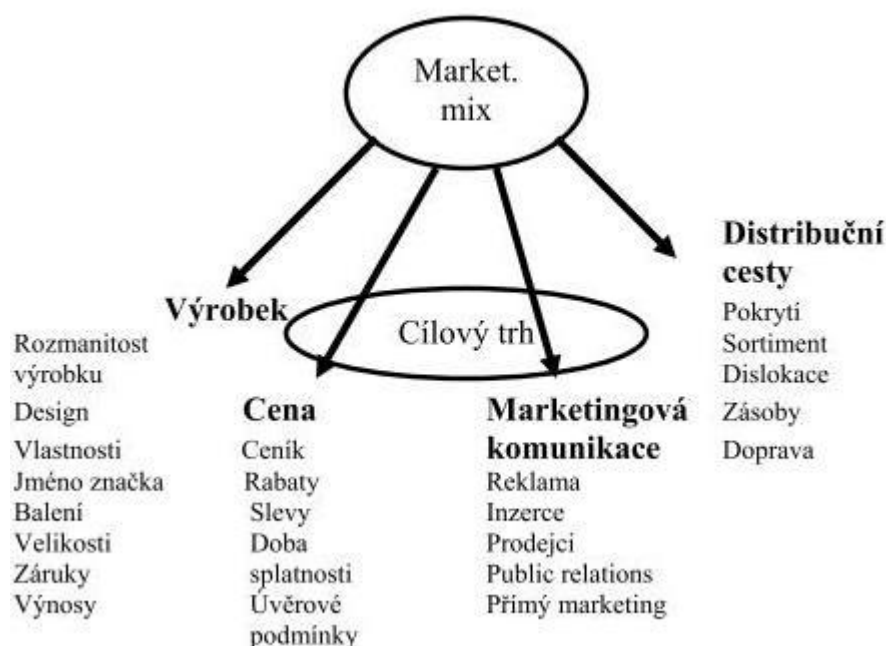 Market.
mix
Výrobek
Rozmanitost
výrobku
Design
Vlastnosti
Jméno značka
Balení
Velikosti
Záruky
Výnosy
Cílový trh
Cena
Ceník
Rabaty
Slevy
Doba
splatnosti
Úvěrové
podmínky
Marketingová
komunikace
Reklama
Inzerce
Prodejci
Public relations
Přímý marketing
Distribuční
cesty
Pokrytí
Sortiment
Dislokace
Zásoby
Doprava